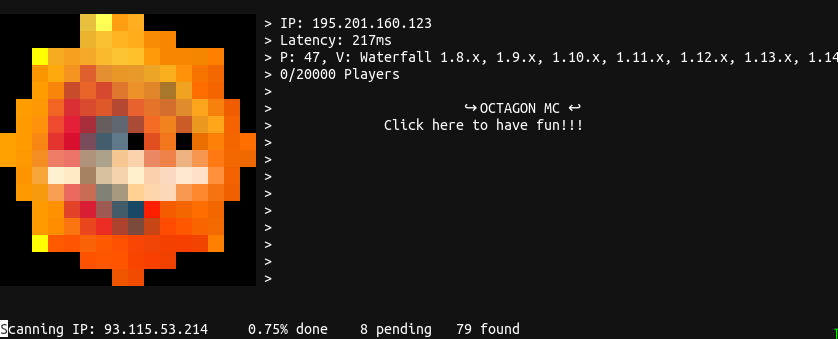 > IP: 195.201.160.123
> Latency: 217ms
> P: 47, V: Waterfall 1.8.x, 1.9.x, 1.10.x, 1.11.x, 1.12.x, 1.13.x, 1.14
> 0/20000 Players
>
> ↪OCTAGON MC ↩
> Click here to have fun!!!
>
>
>
>
>
>
>
>
>
Scanning IP: 93.115.53.214 0.75% done 8 pending 79 found